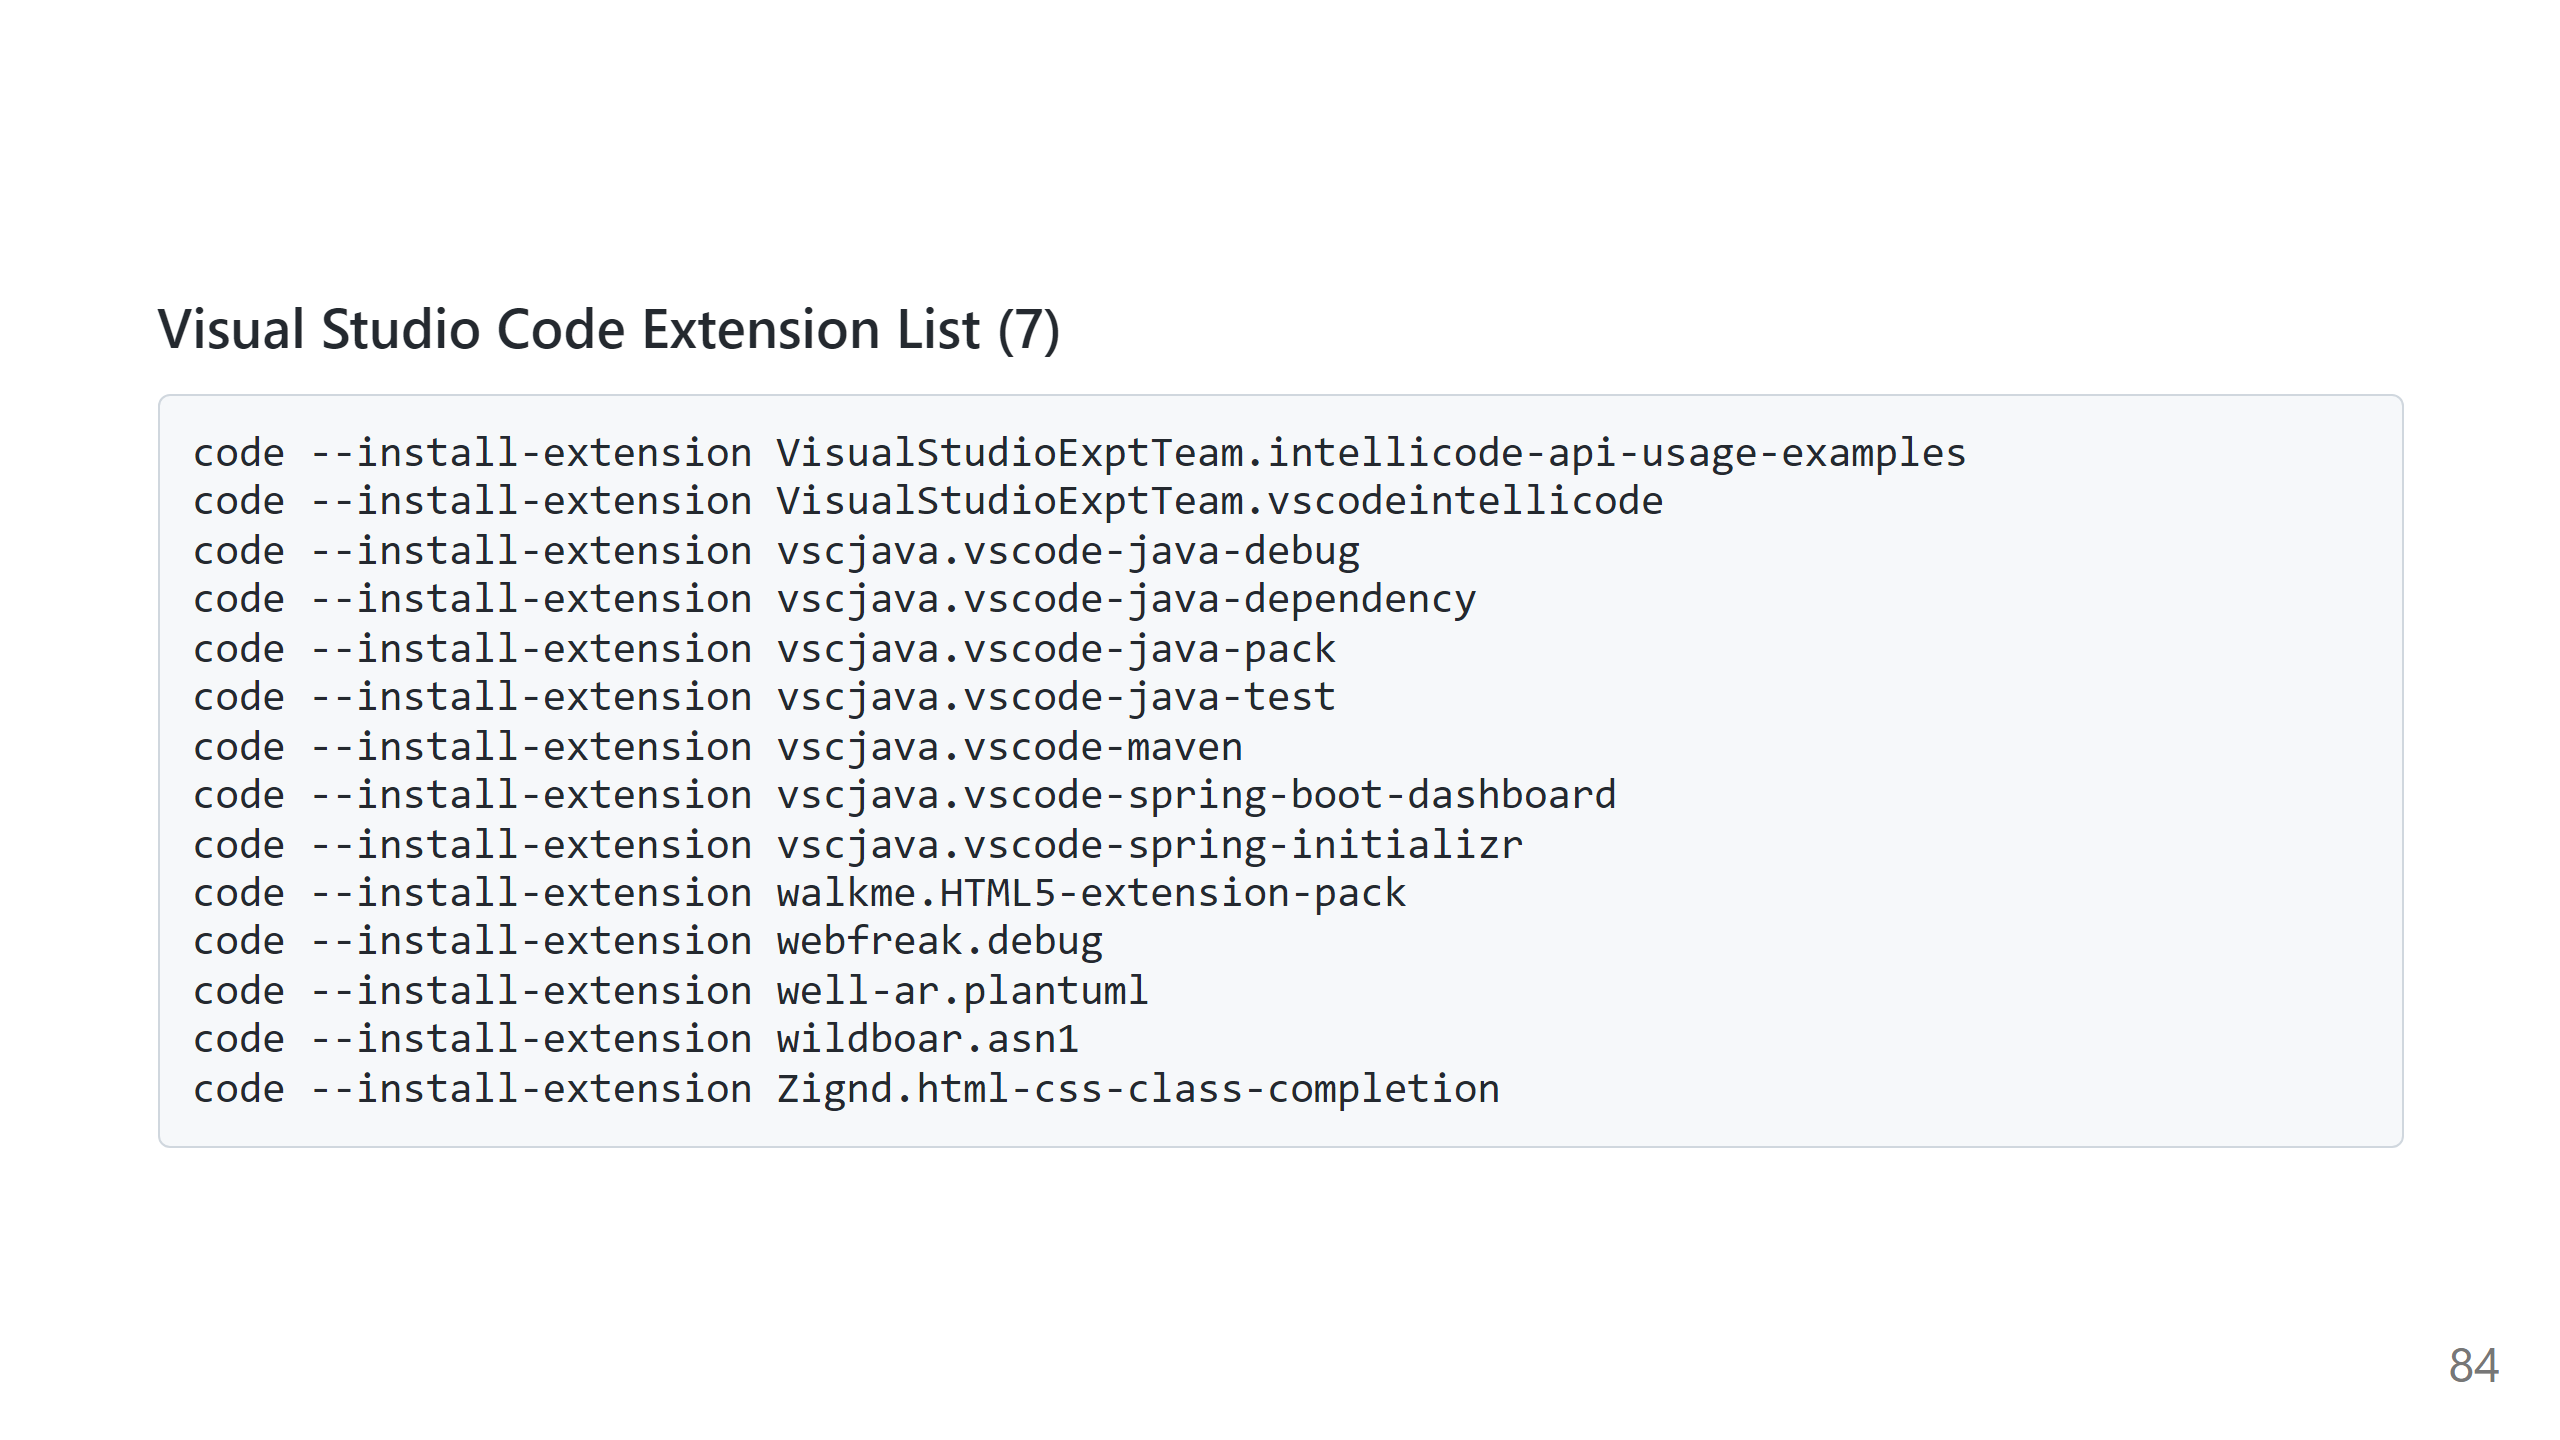 Visual Studio Code Extension List (7)
code --install-extension VisualStudioExptTeam.intellicode-api-usage-examples
code --install-extension VisualStudioExptTeam.vscodeintellicode
code --install-extension vscjava.vscode-java-debug
code --install-extension vscjava.vscode-java-dependency
code --install-extension vscjava.vscode-java-pack
code --install-extension vscjava.vscode-java-test
code --install-extension vscjava.vscode-maven
code --install-extension vscjava.vscode-spring-boot-dashboard
code --install-extension vscjava.vscode-spring-initializr
code --install-extension walkme.HTML5-extension-pack
code --install-extension webfreak.debug
code --install-extension well-ar.plantuml
code --install-extension wildboar.asn1
code --install-extension Zignd.html-css-class-completion
84